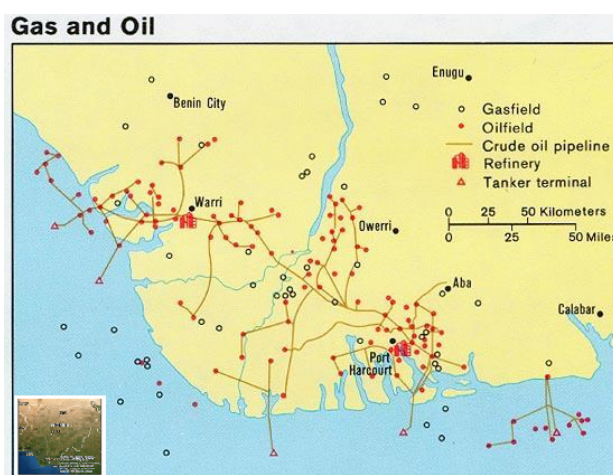 Gas and Oil
Enugu
Benin City
Gasfield
Oilfield
Crude oil pipeline
Refinery
Tanker terminal
Warri
Owerri
0 25 50 Kilometers
0 25 50 Miles
Aba
Calabar
Port
Harcourt